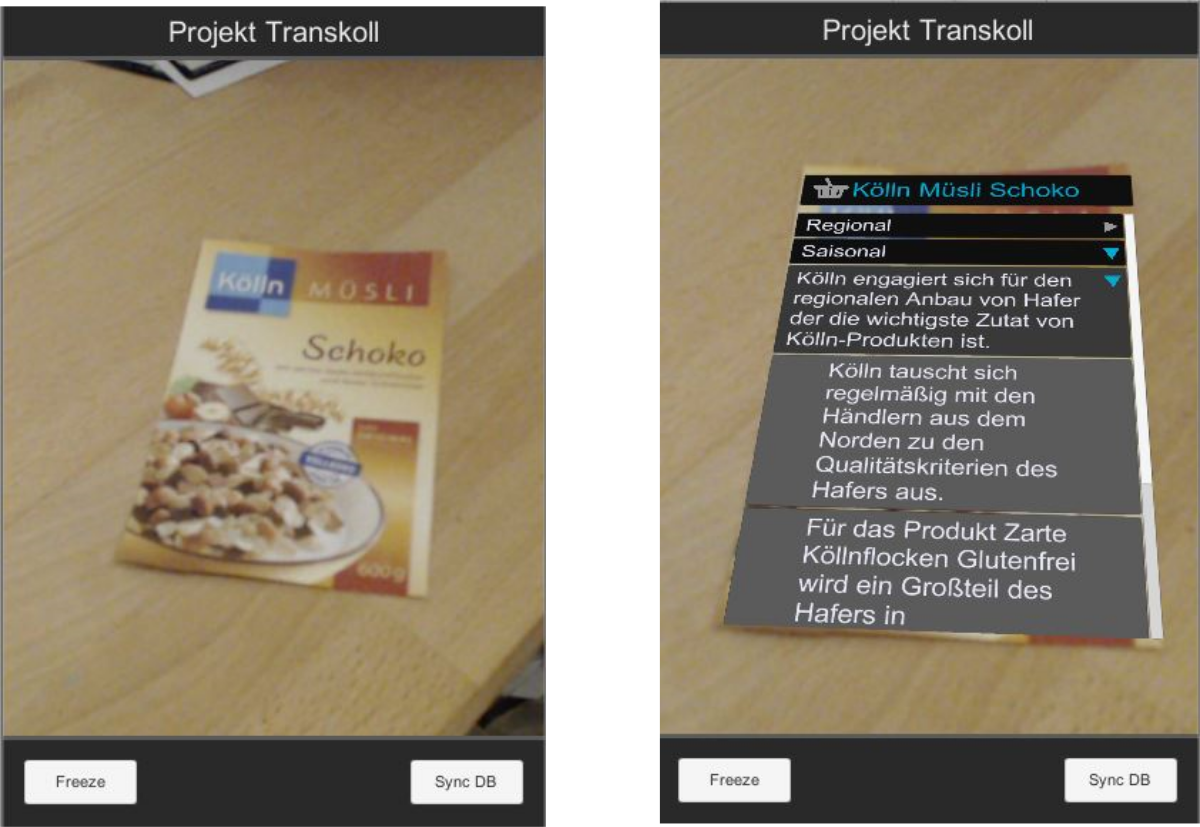 Projekt Transkoll
Kölln
MÜSLI
Schoko
600 g
Freeze
Sync DB
Projekt Transkoll
Kölln Müsli Schoko
Regional
Saisonal
Kölln engagiert sich für den
regionalen Anbau von Hafer
der die wichtigste Zutat von
Kölln-Produkten ist.
Kölln tauscht sich
regelmäßig mit den
Händlern aus dem
Norden zu den
Qualitätskriterien des
Hafers aus.
Für das Produkt Zarte
Köllnflocken Glutenfrei
wird ein Großteil des
Hafers in
Freeze
Sync DB